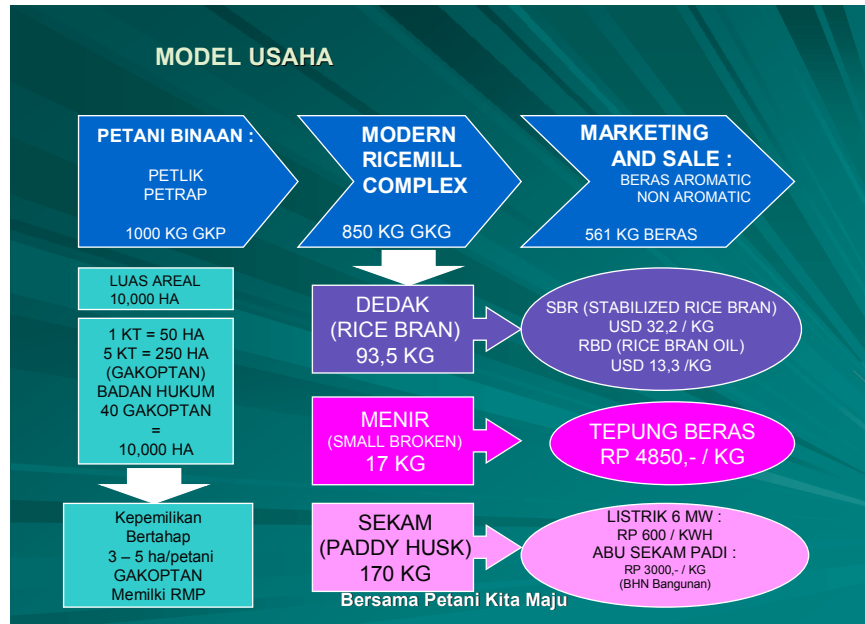 MODEL USAHA
PETANI BINAAN :
PETLIK
PETRAP
1000 KG GKP
MODERN
RICEMILL
COMPLEX
850 KG GKG
MARKETING
AND SALE :
BERAS AROMATIC
NON AROMATIC
561 KG BERAS
LUAS AREAL
10,000 HA
1 KT = 50 HA
5 KT = 250 HA
(GAKOPTAN)
BADAN HUKUM
40 GAKOPTAN
=
10,000 HA
Kepemilikan
Bertahap
3 – 5 ha/petani
GAKOPTAN
Memilki RMP
DEDAK
(RICE BRAN)
93,5 KG
SBR (STABILIZED RICE BRAN)
USD 32,2 / KG
RBD (RICE BRAN OIL)
USD 13,3 /KG
MENIR
(SMALL BROKEN)
17 KG
TEPUNG BERAS
RP 4850,- / KG
SEKAM
(PADDY HUSK)
170 KG
LISTRIK 6 MW :
RP 600 / KWH
ABU SEKAM PADI :
RP 3000,- / KG
(BHN Bangunan)
Bersama Petani Kita Maju